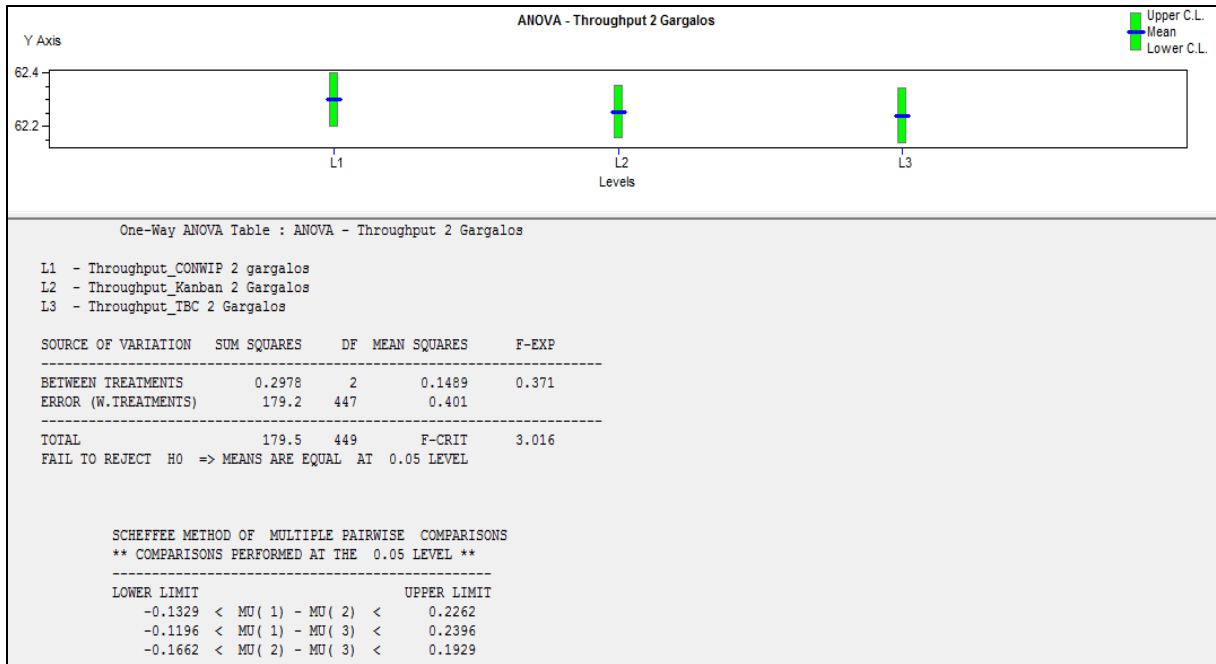 ANOVA - Throughput 2 Gargalos
Upper C.L.
Mean
Lower C.L.
Y Axis
62.4
62.2
L1 L2 L3
Levels
One-Way ANOVA Table : ANOVA - Throughput 2 Gargalos
L1 - Throughput_CONWIP 2 gargalos
L2 - Throughput_Kanban 2 Gargalos
L3 - Throughput_TBC 2 Gargalos
SOURCE OF VARIATION SUM SQUARES DF MEAN SQUARES F-EXP
BETWEEN TREATMENTS 0.2978 2 0.1489 0.371
ERROR (W.TREATMENTS) 179.2 447 0.401
TOTAL 179.5 449 F-CRIT 3.016
FAIL TO REJECT H0 => MEANS ARE EQUAL AT 0.05 LEVEL
SCHEFFEE METHOD OF MULTIPLE PAIRWISE COMPARISONS
** COMPARISONS PERFORMED AT THE 0.05 LEVEL **
LOWER LIMIT UPPER LIMIT
-0.1329 < MU( 1) - MU( 2) < 0.2262
-0.1196 < MU( 1) - MU( 3) < 0.2396
-0.1662 < MU( 2) - MU( 3) < 0.1929